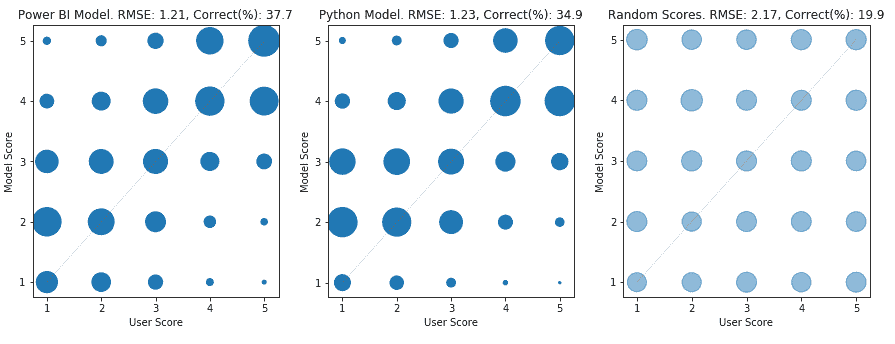 Power BI Model. RMSE: 1.21, Correct(%): 37.7
5
4
3
2
1
Model Score
1 2 3 4 5
User Score
Python Model. RMSE: 1.23, Correct(%): 34.9
5
4
3
2
1
Model Score
1 2 3 4 5
User Score
Random Scores. RMSE: 2.17, Correct(%): 19.9
5
4
3
2
1
Model Score
1 2 3 4 5
User Score